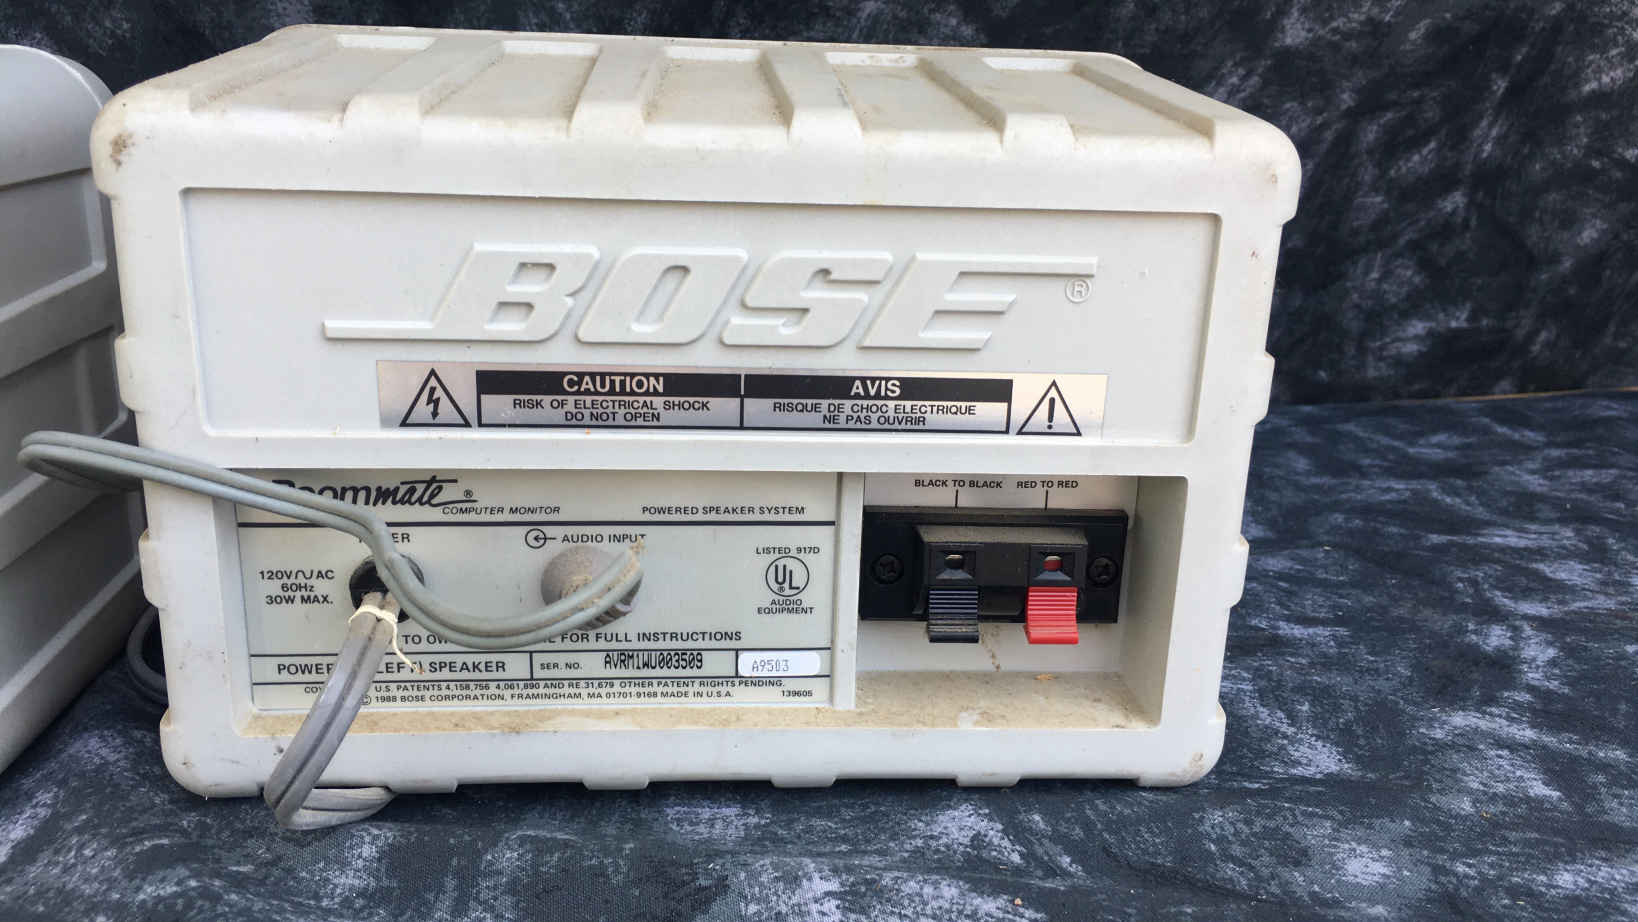 BOSE®
CAUTION
RISK OF ELECTRICAL SHOCK
DO NOT OPEN
AVIS
RISQUE DE CHOC ELECTRIQUE
NE PAS OUVRIR
Roommate®
COMPUTER MONITOR
POWERED SPEAKER SYSTEM
BLACK TO BLACK
RED TO RED
AUDIO INPUT
120V AC
60Hz
30W MAX.
LISTED 917D
UL®
AUDIO
EQUIPMENT
TO FOR FULL INSTRUCTIONS
SPEAKER
SER. NO.
AVRM1WU003509
A9503
U.S. PATENTS 4,158,756 4,061,890 AND RE.31,679 OTHER PATENT RIGHTS PENDING.
© 1988 BOSE CORPORATION, FRAMINGHAM, MA 01701-9168 MADE IN U.S.A.
139605